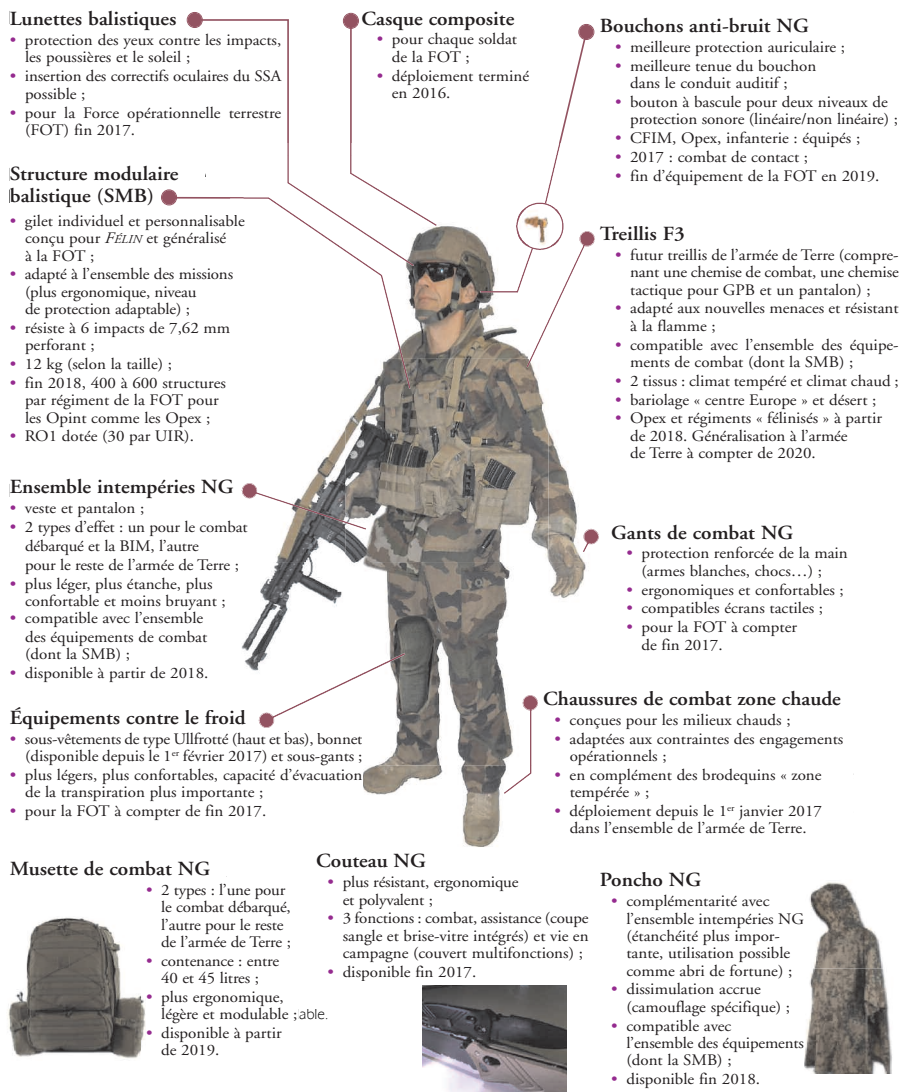 Lunettes balistiques
• protection des yeux contre les impacts,
les poussières et le soleil ;
• insertion des correctifs oculaires du SSA
possible ;
• pour la Force opérationnelle terrestre
(FOT) fin 2017.
Casque composite
• pour chaque soldat
de la FOT ;
• déploiement terminé
en 2016.
Bouchons anti-bruit NG
• meilleure protection auriculaire ;
• meilleure tenue du bouchon
dans le conduit auditif ;
• bouton à bascule pour deux niveaux de
protection sonore (linéaire/non linéaire) ;
• CFIM, Opex, infanterie : équipés ;
• 2017 : combat de contact ;
• fin d'équipement de la FOT en 2019.
Structure modulaire
balistique (SMB)
• gilet individuel et personnalisable
conçu pour FÉLIN et généralisé
à la FOT ;
• adapté à l'ensemble des missions
(plus ergonomique, niveau
de protection adaptable) ;
• résiste à 6 impacts de 7,62 mm
perforant ;
• 12 kg (selon la taille) ;
• fin 2018, 400 à 600 structures
par régiment de la FOT pour
les Opint comme les Opex ;
• RO1 dotée (30 par UIR).
Treillis F3
• futur treillis de l'armée de Terre (compre-
nant une chemise de combat, une chemise
tactique pour GPB et un pantalon) ;
• adapté aux nouvelles menaces et résistant
à la flamme ;
• compatible avec l'ensemble des équipe-
ments de combat (dont la SMB) ;
• 2 tissus : climat tempéré et climat chaud ;
• bariolage « centre Europe » et désert ;
• Opex et régiments « félinisés » à partir
de 2018. Généralisation à l'armée
de Terre à compter de 2020.
Ensemble intempéries NG
• veste et pantalon ;
• 2 types d'effet : un pour le combat
débarqué et la BIM, l'autre
pour le reste de l'armée de Terre ;
• plus léger, plus étanche, plus
confortable et moins bruyant ;
• compatible avec l'ensemble
des équipements de combat
(dont la SMB) ;
• disponible à partir de 2018.
Gants de combat NG
• protection renforcée de la main
(armes blanches, chocs…) ;
• ergonomiques et confortables ;
• compatibles écrans tactiles ;
• pour la FOT à compter
de fin 2017.
Équipements contre le froid
• sous-vêtements de type Ullfrotté (haut et bas), bonnet
(disponible depuis le 1er février 2017) et sous-gants ;
• plus légers, plus confortables, capacité d'évacuation
de la transpiration plus importante ;
• pour la FOT à compter de fin 2017.
Chaussures de combat zone chaude
• conçues pour les milieux chauds ;
• adaptées aux contraintes des engagements
opérationnels ;
• en complément des brodequins « zone
tempérée » ;
• déploiement depuis le 1er janvier 2017
dans l'ensemble de l'armée de Terre.
Musette de combat NG
• 2 types : l'une pour
le combat débarqué,
l'autre pour le reste
de l'armée de Terre ;
• contenance : entre
40 et 45 litres ;
• plus ergonomique,
légère et modulable ;able.
• disponible à partir
de 2019.
Couteau NG
• plus résistant, ergonomique
et polyvalent ;
• 3 fonctions : combat, assistance (coupe
sangle et brise-vitre intégrés) et vie en
campagne (couvert multifonctions) ;
• disponible fin 2017.
Poncho NG
• complémentarité avec
l'ensemble intempéries NG
(étanchéité plus impor-
tante, utilisation possible
comme abri de fortune) ;
• dissimulation accrue
(camouflage spécifique) ;
• compatible avec
l'ensemble des équipements
(dont la SMB) ;
• disponible fin 2018.